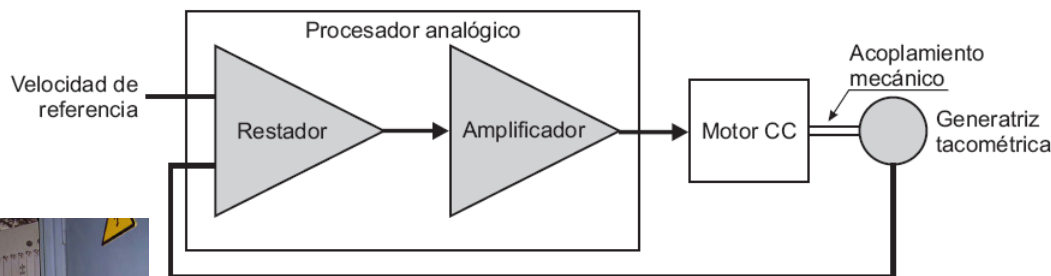 Procesador analógico
Velocidad de
referencia
Restador
Amplificador
Motor CC
Acoplamiento
mecánico
Generatriz
tacométrica